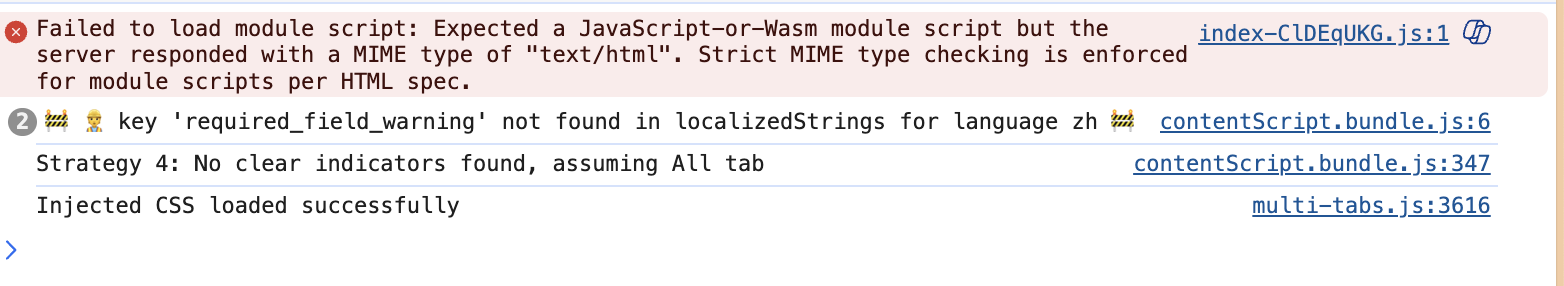 Failed to load module script: Expected a JavaScript-or-Wasm module script but the index-ClDEqUKG.js:1
server responded with a MIME type of "text/html". Strict MIME type checking is enforced
for module scripts per HTML spec.
2 🚧 👷 key 'required_field_warning' not found in localizedStrings for language zh 🚧 contentScript.bundle.js:6
Strategy 4: No clear indicators found, assuming All tab contentScript.bundle.js:347
Injected CSS loaded successfully multi-tabs.js:3616